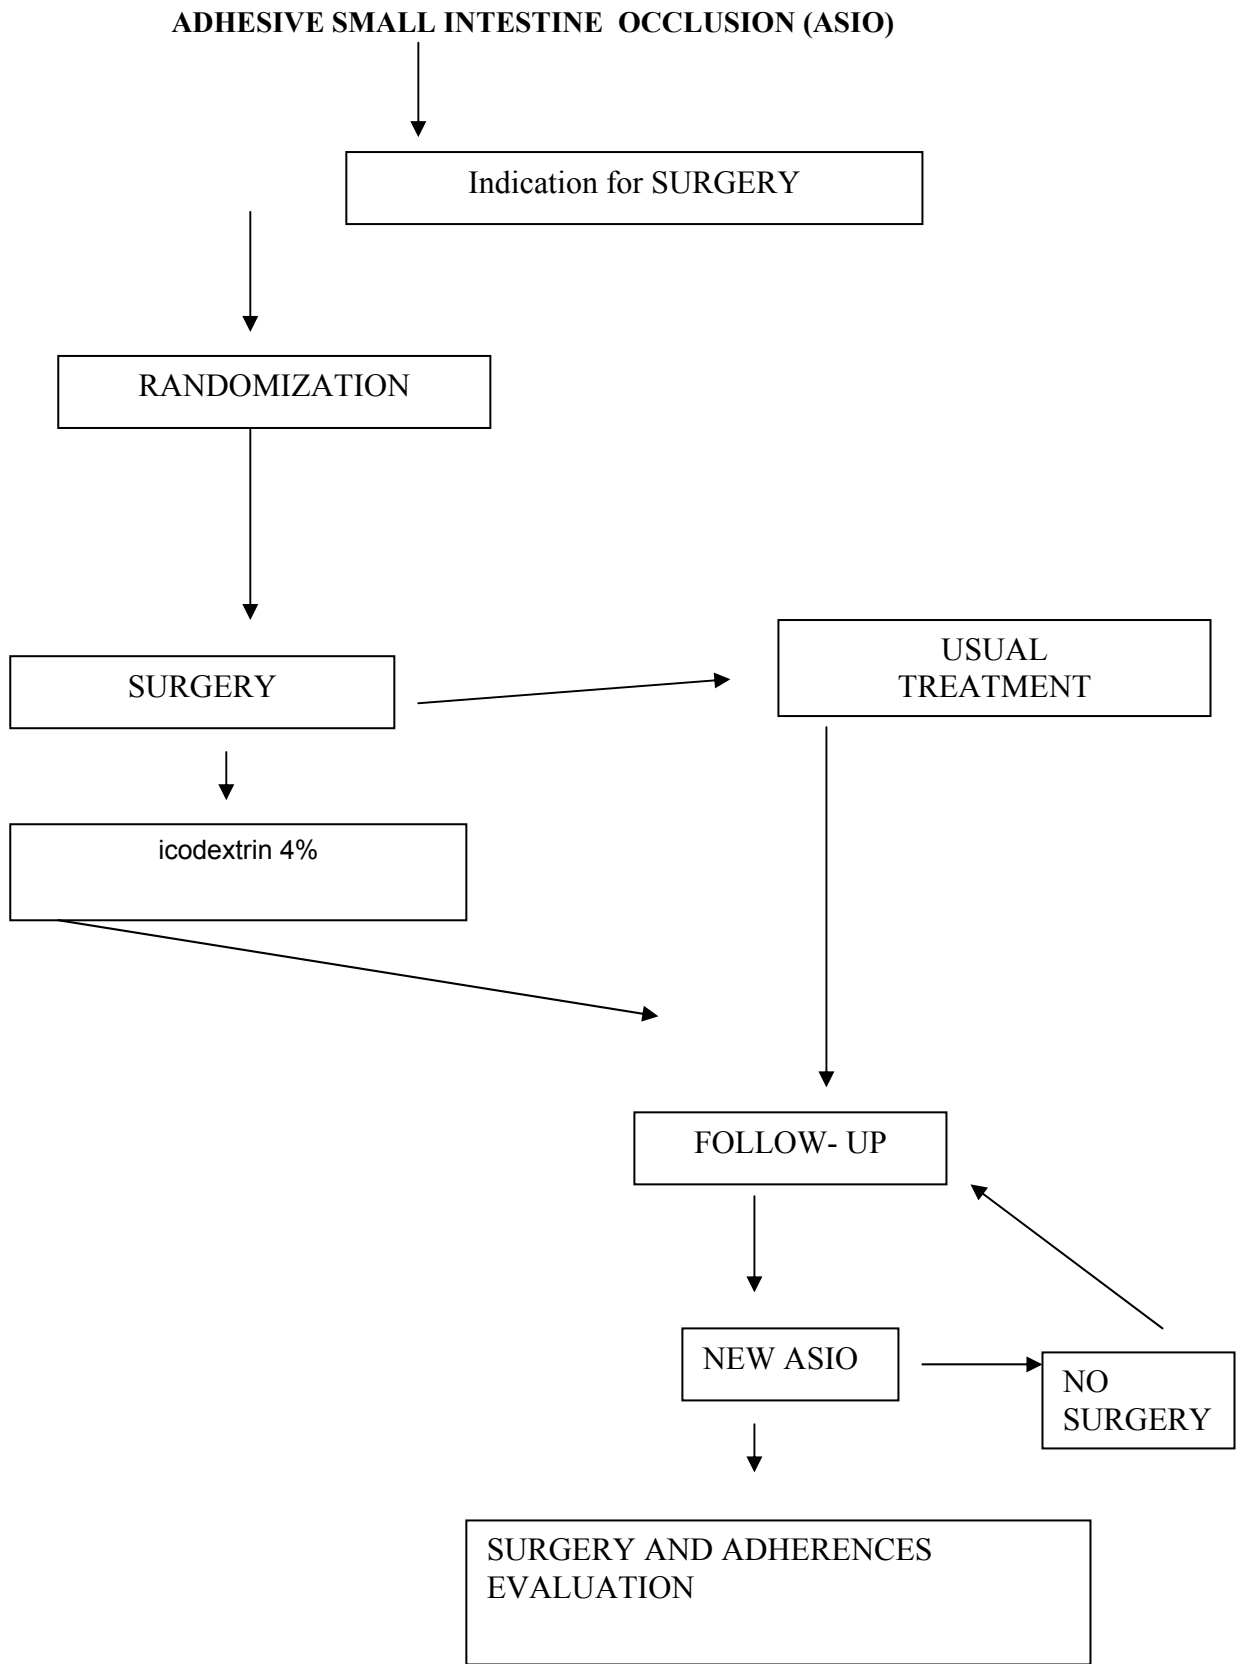 ADHESIVE SMALL INTESTINE OCCLUSION (ASIO)
Indication for SURGERY
RANDOMIZATION
SURGERY
USUAL
TREATMENT
icodextrin 4%
FOLLOW- UP
NEW ASIO
NO
SURGERY
SURGERY AND ADHERENCES
EVALUATION